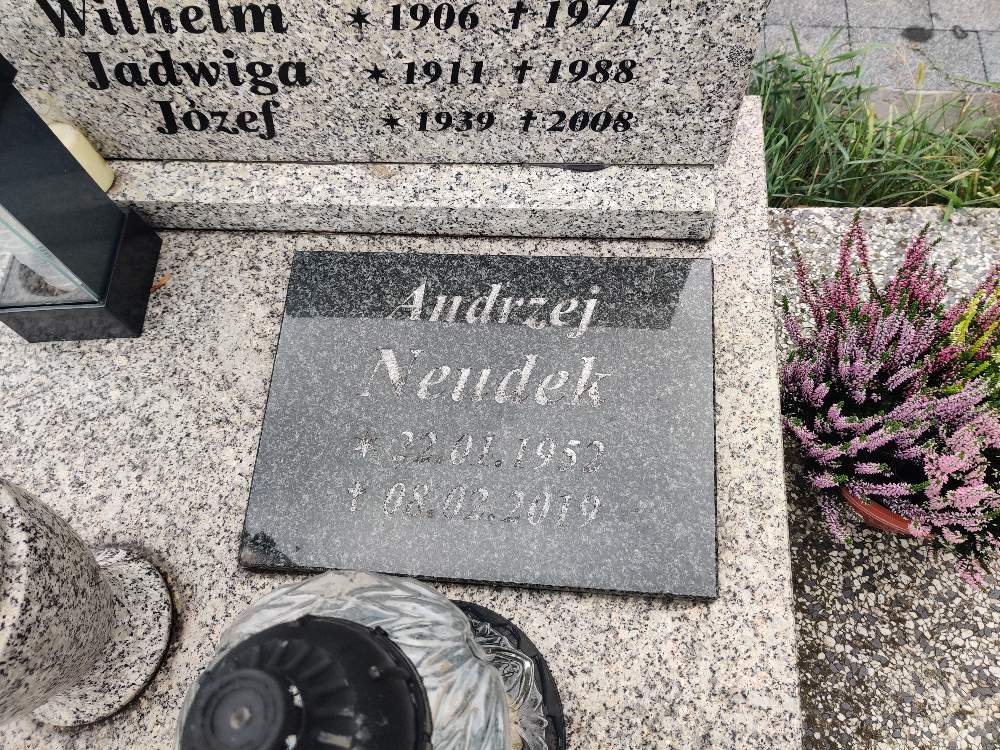 Wilhelm * 1906 † 1971
Jadwiga * 1911 † 1988
Józef * 1939 † 2008
Andrzej
Neudek
* 22.01.1952
† 08.02.2019